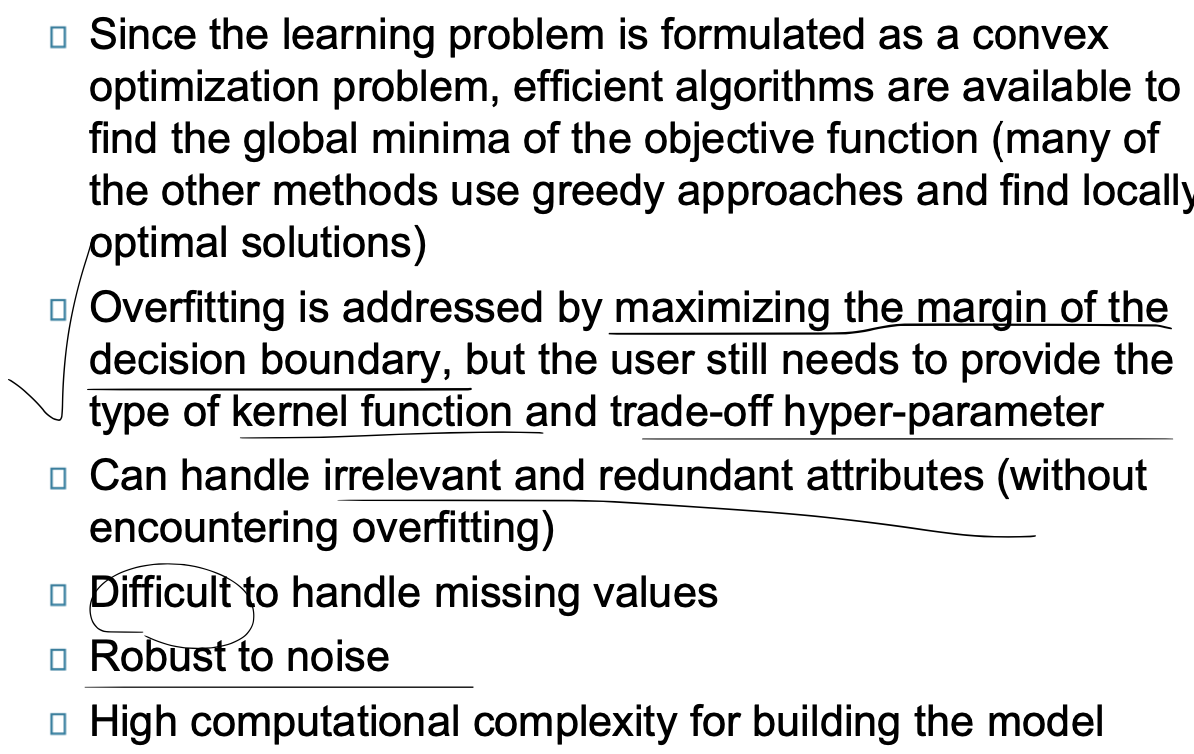 Since the learning problem is formulated as a convex
optimization problem, efficient algorithms are available to
find the global minima of the objective function (many of
the other methods use greedy approaches and find locally
optimal solutions)
Overfitting is addressed by maximizing the margin of the
decision boundary, but the user still needs to provide the
type of kernel function and trade-off hyper-parameter
Can handle irrelevant and redundant attributes (without
encountering overfitting)
Difficult to handle missing values
Robust to noise
High computational complexity for building the model